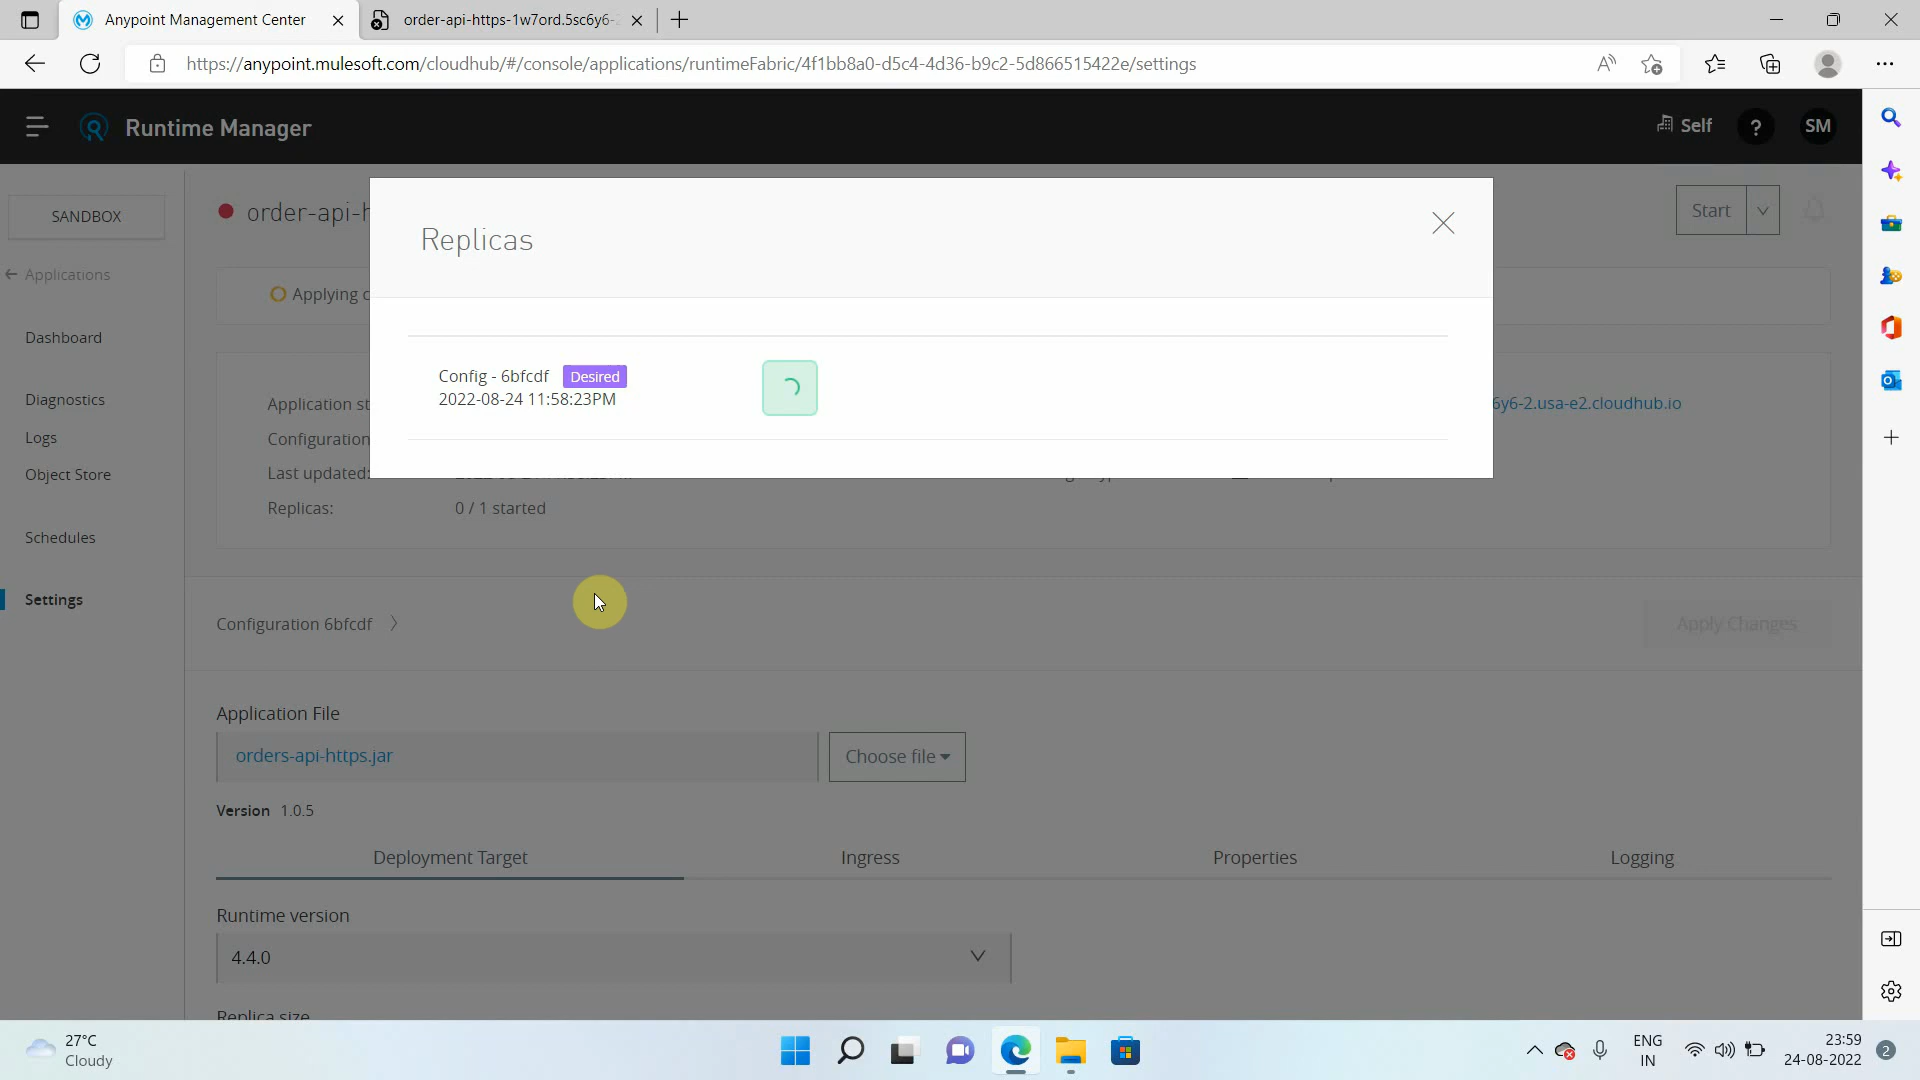 Anypoint Management Center
order-api-https-1w7ord.5sc6y6-2
https://anypoint.mulesoft.com/cloudhub/#/console/applications/runtimeFabric/4f1bb8a0-d5c4-4d36-b9c2-5d866515422e/settings
Runtime Manager
Self
?
SM
SANDBOX
order-api-h
Start
Replicas
Applications
Applying c
Dashboard
Config - 6bfcdf Desired
2022-08-24 11:58:23PM
Diagnostics
Application st
6y6-2.usa-e2.cloudhub.io
Logs
Configuration
Object Store
Last updated:
Replicas: 0 / 1 started
Schedules
Settings
Configuration 6bfcdf >
Apply Changes
Application File
orders-api-https.jar
Choose file
Version 1.0.5
Deployment Target
Ingress
Properties
Logging
Runtime version
4.4.0
Replica size
27°C
Cloudy
ENG
IN
23:59
24-08-2022
2